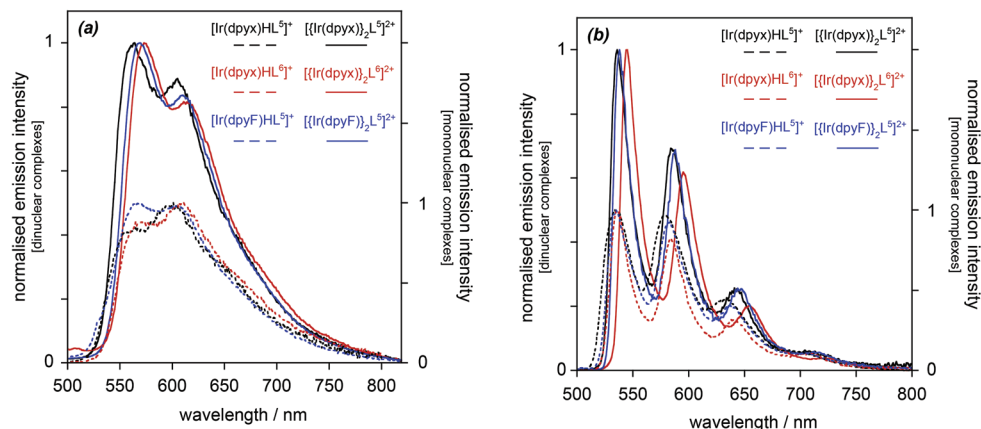 (a)
[Ir(dpyx)HL⁵]⁺ [{Ir(dpyx)}₂L⁵]²⁺
[Ir(dpyx)HL⁶]⁺ [{Ir(dpyx)}₂L⁶]²⁺
[Ir(dpyF)HL⁵]⁺ [{Ir(dpyF)}₂L⁵]²⁺
normalised emission intensity
[dinuclear complexes]
1
0
500 550 600 650 700 750 800
wavelength / nm
1
0
normalised emission intensity
[mononuclear complexes]
(b)
[Ir(dpyx)HL⁵]⁺ [{Ir(dpyx)}₂L⁵]²⁺
[Ir(dpyx)HL⁶]⁺ [{Ir(dpyx)}₂L⁶]²⁺
[Ir(dpyF)HL⁵]⁺ [{Ir(dpyF)}₂L⁵]²⁺
normalised emission intensity
[dinuclear complexes]
1
0
500 550 600 650 700 800
wavelength / nm
1
0
normalised emission intensity
[mononuclear complexes]